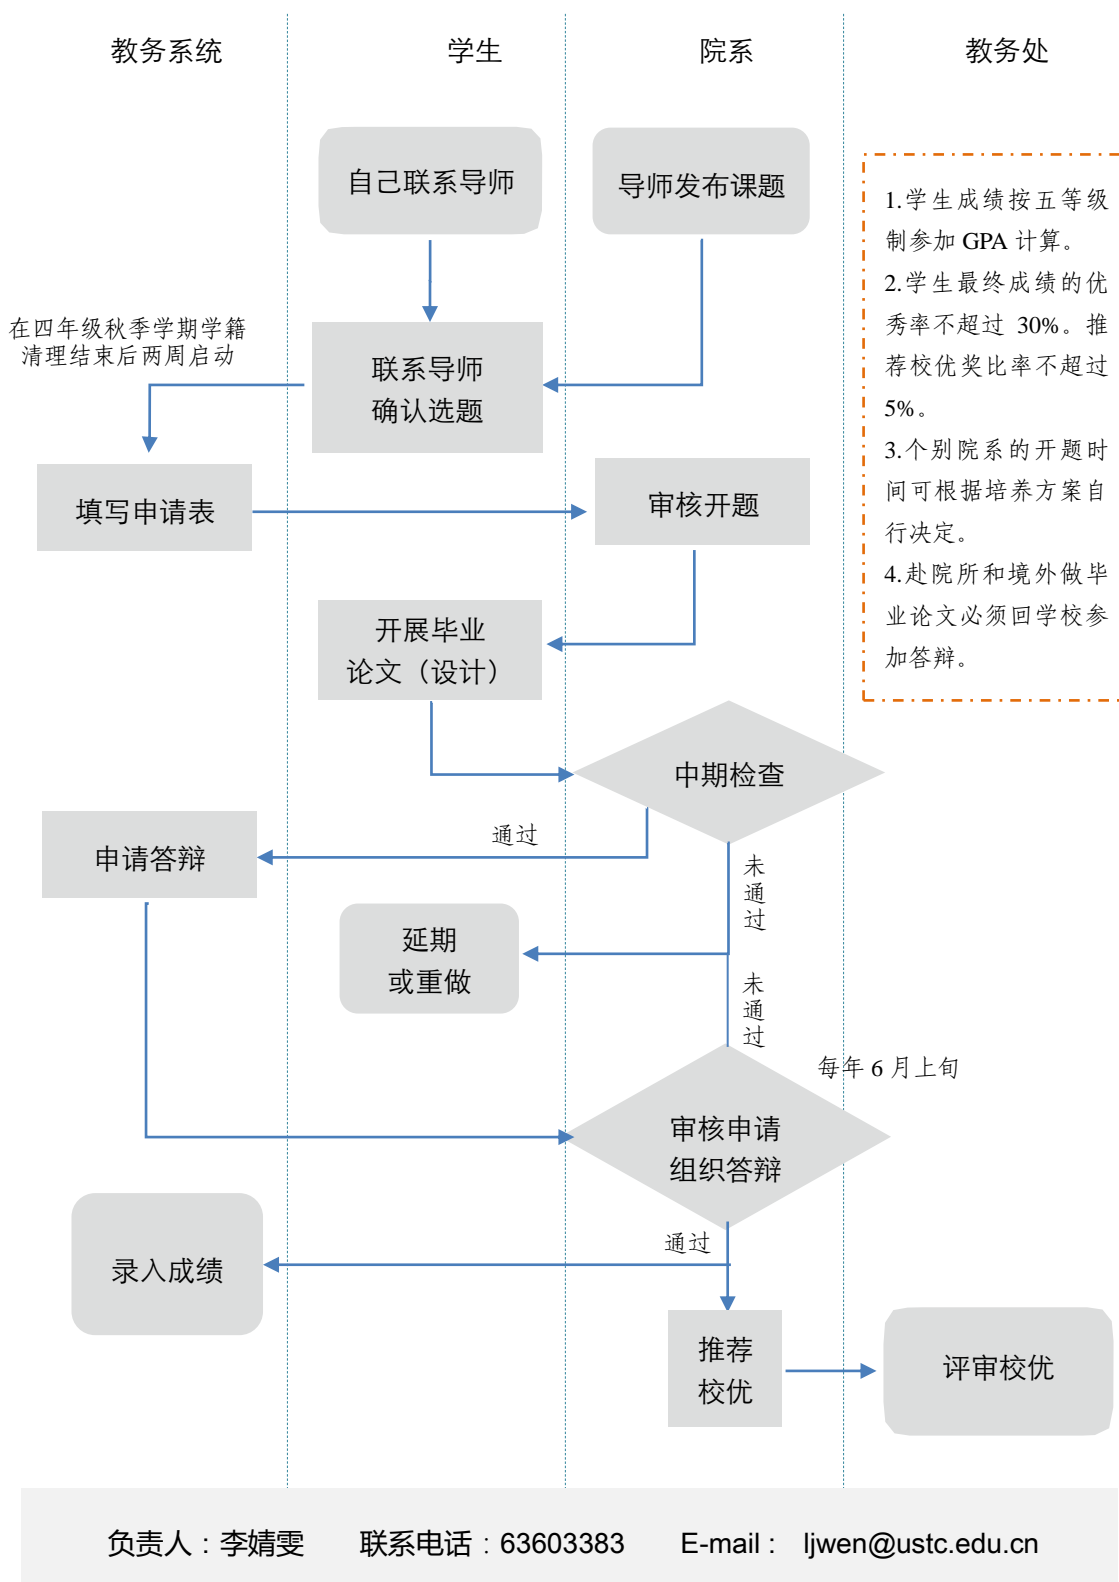 教务系统
学生
院系
教务处
自己联系导师
导师发布课题
1.学生成绩按五等级
制参加 GPA 计算。
2.学生最终成绩的优
秀率不超过 30%。推
荐校优奖比率不超过
5%。
3.个别院系的开题时
间可根据培养方案自
行决定。
4.赴院所和境外做毕
业论文必须回学校参
加答辩。
在四年级秋季学期学籍
清理结束后两周启动
联系导师
确认选题
填写申请表
审核开题
开展毕业
论文（设计）
中期检查
通过
申请答辩
未
通
过
延期
或重做
未
通
过
每年 6 月上旬
审核申请
组织答辩
通过
录入成绩
推荐
校优
评审校优
负责人：李婧雯 联系电话：63603383 E-mail： ljwen@ustc.edu.cn